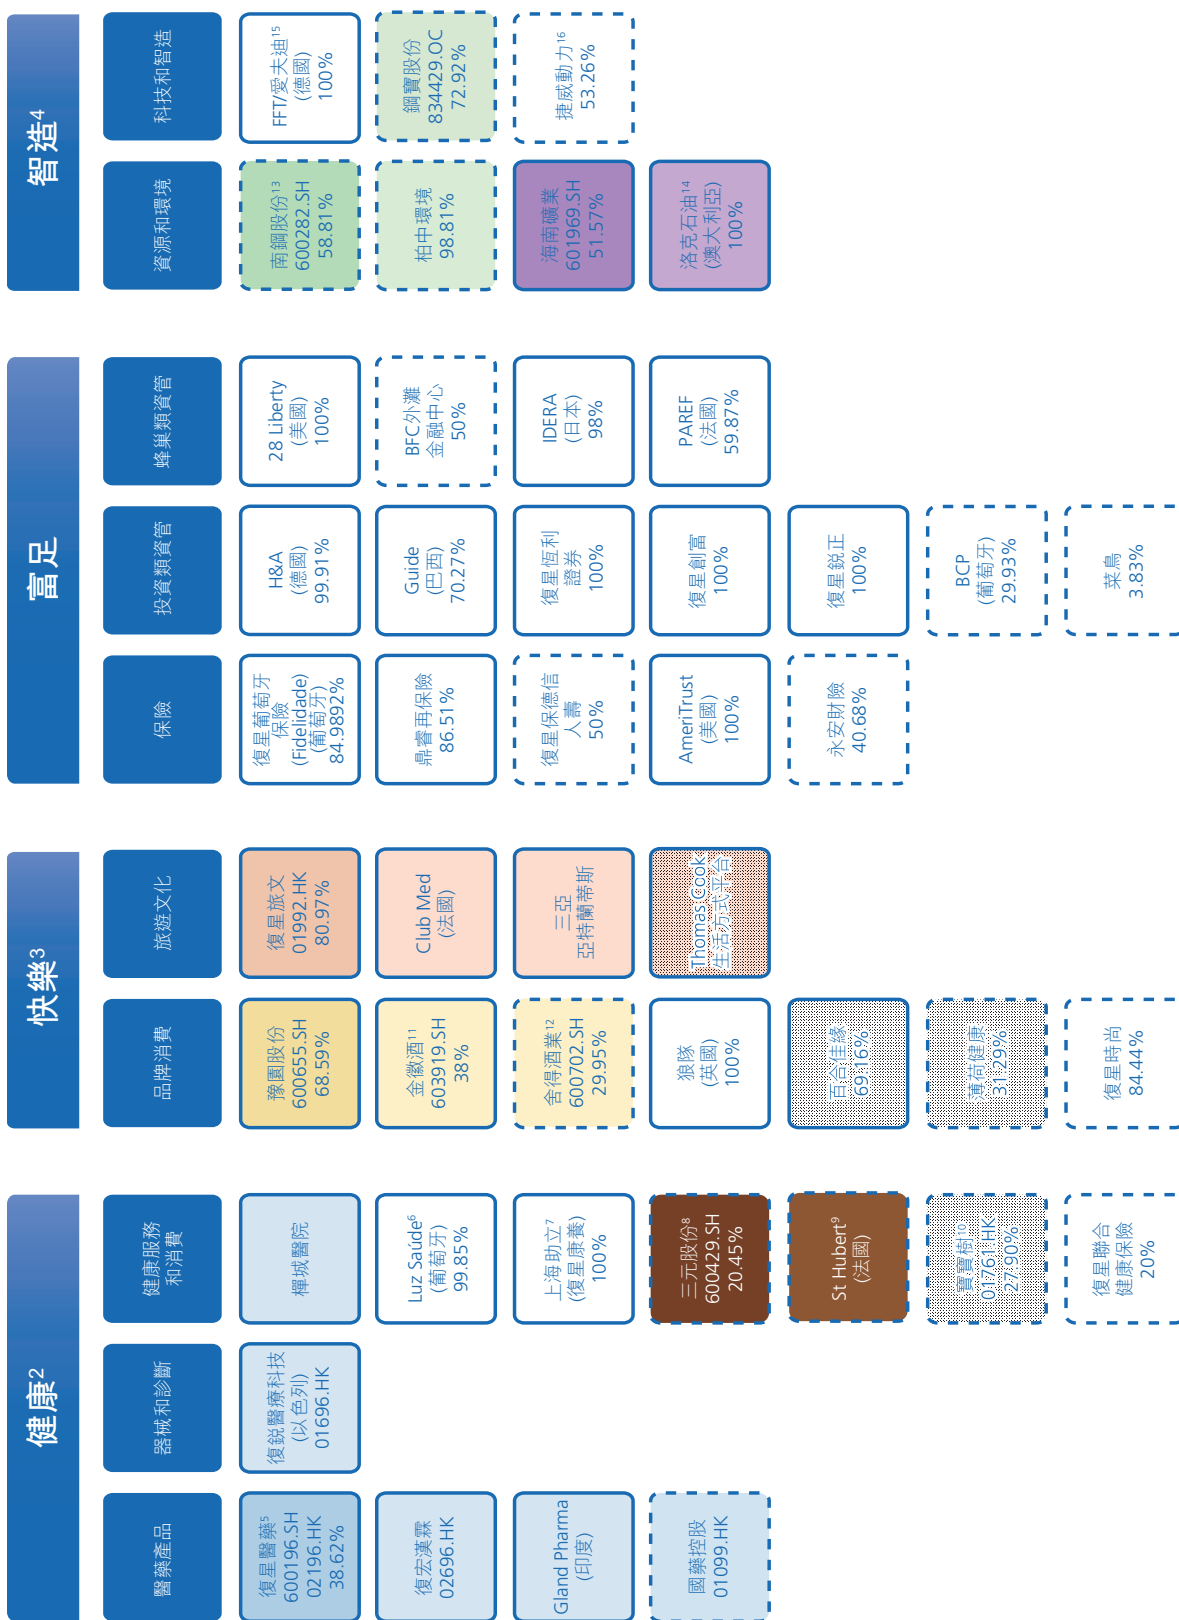 健康2
醫藥產品
復星醫藥5
600196.SH
02196.HK
38.62%
復宏漢霖
02696.HK
Gland Pharma
(印度)
國藥控股
01099.HK
器械和診斷
復銳醫療科技
(以色列)
01696.HK
健康服務
和消費
禪城醫院
Luz Saúde6
(葡萄牙)
99.85%
上海助立7
(復星康養)
100%
三元股份8
600429.SH
20.45%
St Hubert9
(法國)
寶寶樹10
01761.HK
27.90%
復星聯合
健康保險
20%
快樂3
品牌消費
豫園股份
600655.SH
68.59%
金徽酒11
603919.SH
38%
舍得酒業12
600702.SH
29.95%
狼隊
(英國)
100%
百合佳緣
69.16%
薄荷健康
31.29%
復星時尚
84.44%
旅遊文化
復星旅文
01992.HK
80.97%
Club Med
(法國)
三亞
亞特蘭蒂斯
Thomas Cook
生活方式平台
富足
保險
復星葡萄牙
保險
(Fidelidade)
(葡萄牙)
84.9892%
鼎睿再保險
86.51%
復星保德信
人壽
50%
AmeriTrust
(美國)
100%
永安財險
40.68%
投資類資管
H&A
(德國)
99.91%
Guide
(巴西)
70.27%
復星恆利
證券
100%
復星創富
100%
復星銳正
100%
BCP
(葡萄牙)
29.93%
菜鳥
3.83%
蜂巢類資管
28 Liberty
(美國)
100%
BFC外灘
金融中心
50%
IDERA
(日本)
98%
PAREF
(法國)
59.87%
智造4
資源和環境
南鋼股份13
600282.SH
58.81%
柏中環境
98.81%
海南礦業
601969.SH
51.57%
洛克石油14
(澳大利亞)
100%
科技和智造
FFT/愛夫迪15
(德國)
100%
鋼寶股份
834429.OC
72.92%
捷威動力16
53.26%